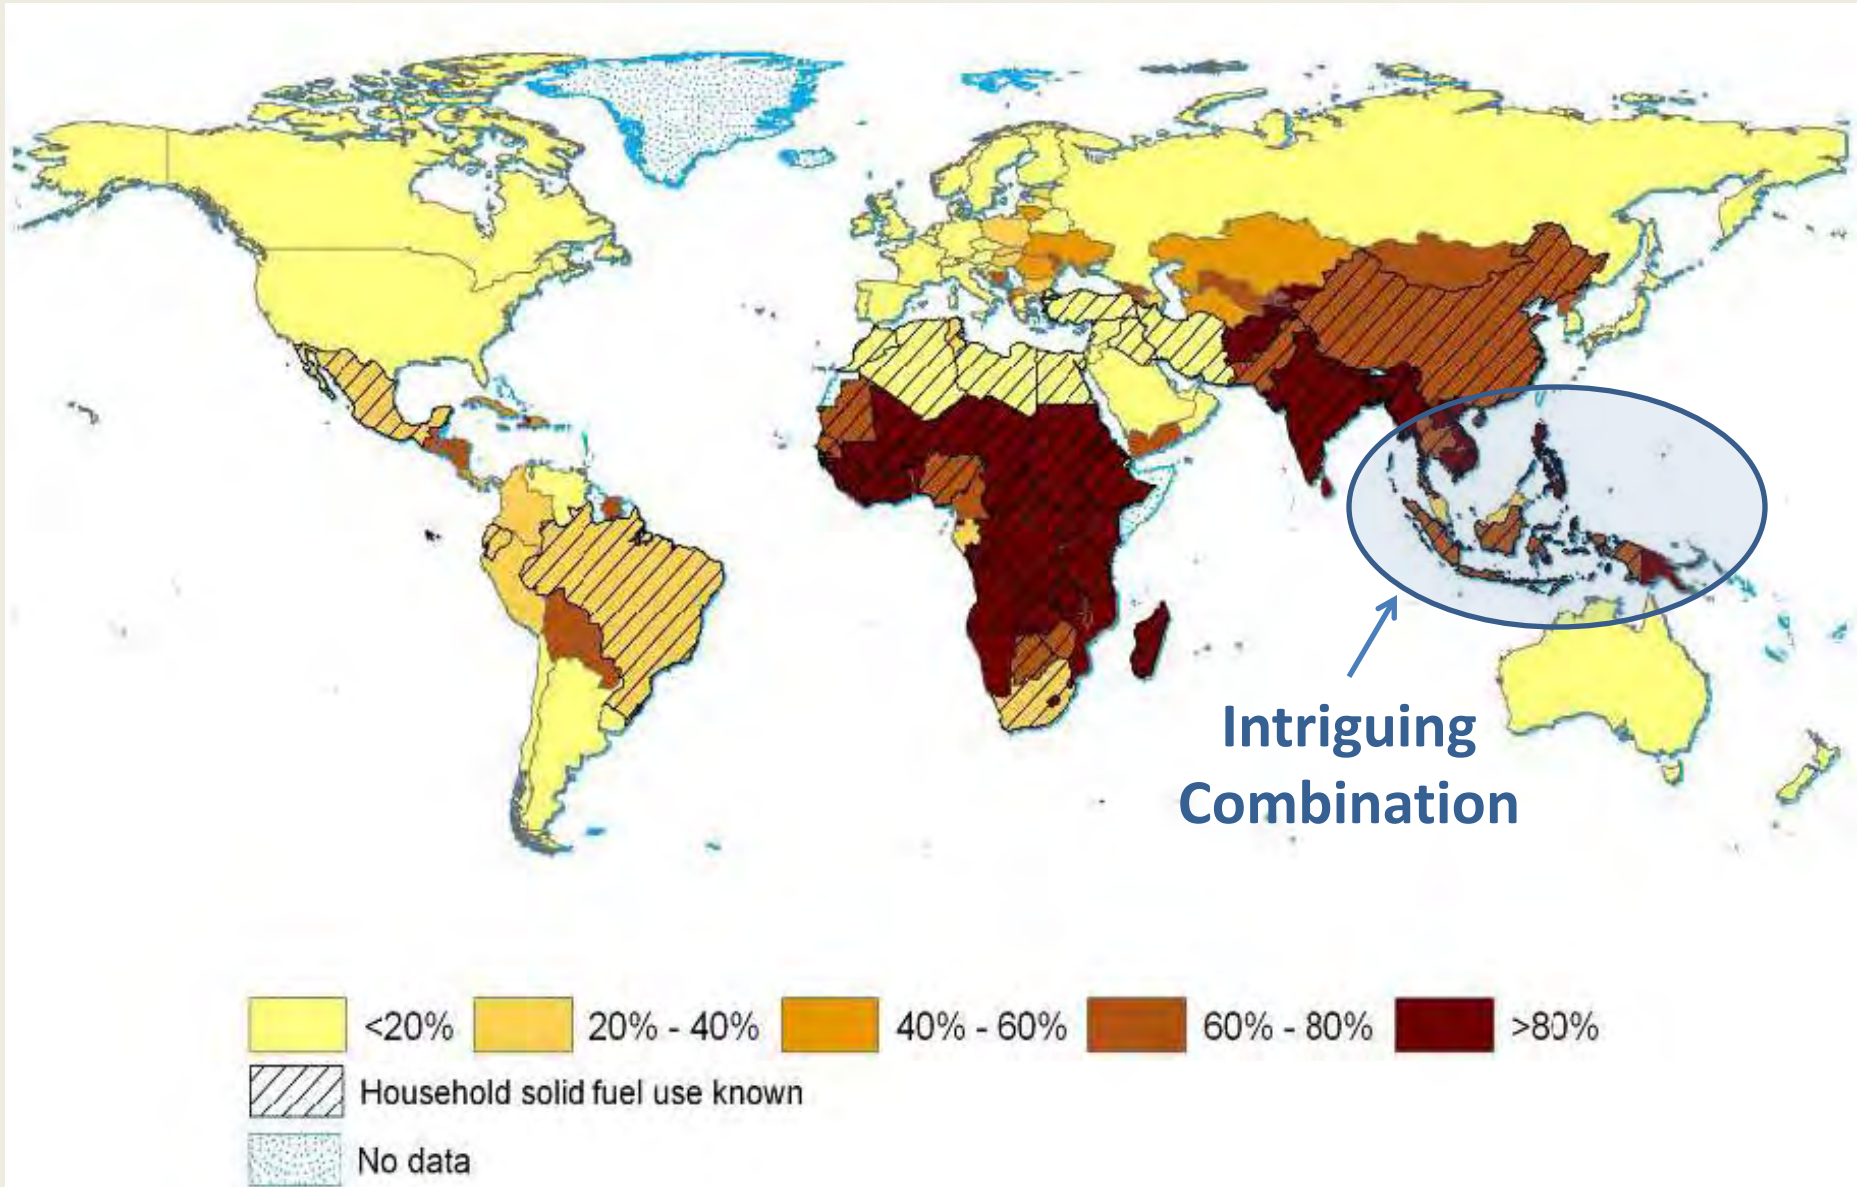 Intriguing
Combination
<20% 20% - 40% 40% - 60% 60% - 80% >80%
Household solid fuel use known
No data